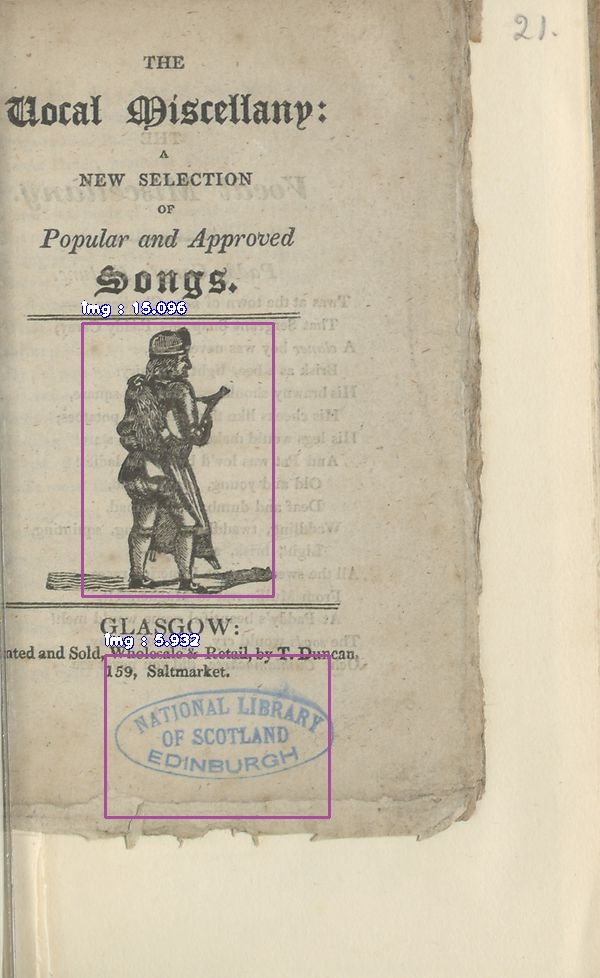 21.
THE
Vocal Miscellany:
A
NEW SELECTION
OF
Popular and Approved
Songs.
img : 15.096
GLASGOW:
img : 5.932
and Sold, Wholesale & Retail, by T. Duncan,
159, Saltmarket.
NATIONAL LIBRARY
OF SCOTLAND
EDINBURGH